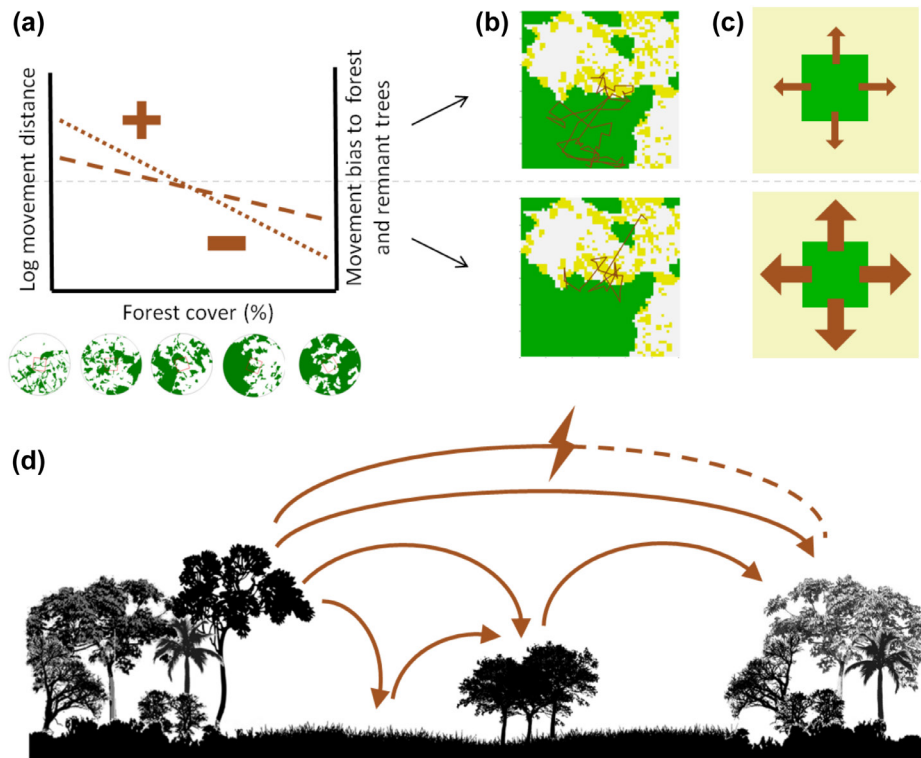 (a)
(b)
(c)
Log movement distance
Movement bias to forest
and remnant trees
Forest cover (%)
(d)